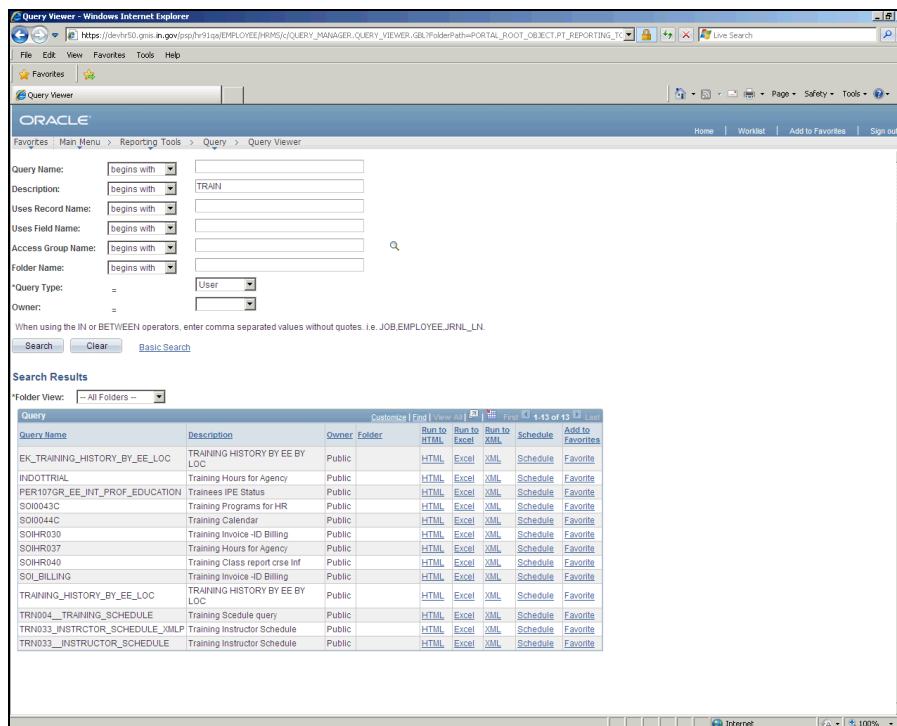 Query Viewer - Windows Internet Explorer
https://devhr50.gmis.in.gov/psp/hr91qa/EMPLOYEE/HRMS/c/QUERY_MANAGER.QUERY_VIEWER.GBL?FolderPath=PORTAL_ROOT_OBJECT.PT_REPORTING_TO
Live Search
File Edit View Favorites Tools Help
Favorites
Query Viewer
Page Safety Tools
ORACLE
Home | Worklist | Add to Favorites | Sign out
Favorites | Main Menu > Reporting Tools > Query > Query Viewer
Query Name: begins with
Description: begins with TRAIN
Uses Record Name: begins with
Uses Field Name: begins with
Access Group Name: begins with
Folder Name: begins with
*Query Type: = User
Owner: =
When using the IN or BETWEEN operators, enter comma separated values without quotes. i.e. JOB,EMPLOYEE,JRNL_LN.
Search Clear Basic Search
Search Results
*Folder View: -- All Folders --
Query Customize | Find | View All | First 1-13 of 13 Last
Query Name Description Owner Folder Run to HTML Run to Excel Run to XML Schedule Add to Favorites
EK_TRAINING_HISTORY_BY_EE_LOC TRAINING HISTORY BY EE BY LOC Public HTML Excel XML Schedule Favorite
INDOTTRIAL Training Hours for Agency Public HTML Excel XML Schedule Favorite
PER107GR_EE_INT_PROF_EDUCATION Trainees IPE Status Public HTML Excel XML Schedule Favorite
SOI0043C Training Programs for HR Public HTML Excel XML Schedule Favorite
SOI0044C Training Calendar Public HTML Excel XML Schedule Favorite
SOIHR030 Training Invoice -ID Billing Public HTML Excel XML Schedule Favorite
SOIHR037 Training Hours for Agency Public HTML Excel XML Schedule Favorite
SOIHR040 Training Class report crse Inf Public HTML Excel XML Schedule Favorite
SOI_BILLING Training Invoice -ID Billing Public HTML Excel XML Schedule Favorite
TRAINING_HISTORY_BY_EE_LOC TRAINING HISTORY BY EE BY LOC Public HTML Excel XML Schedule Favorite
TRN004__TRAINING_SCHEDULE Training Scedule query Public HTML Excel XML Schedule Favorite
TRN033_INSTRCTOR_SCHEDULE_XMLP Training Instructor Schedule Public HTML Excel XML Schedule Favorite
TRN033__INSTRUCTOR_SCHEDULE Training Instructor Schedule Public HTML Excel XML Schedule Favorite
Internet 100%